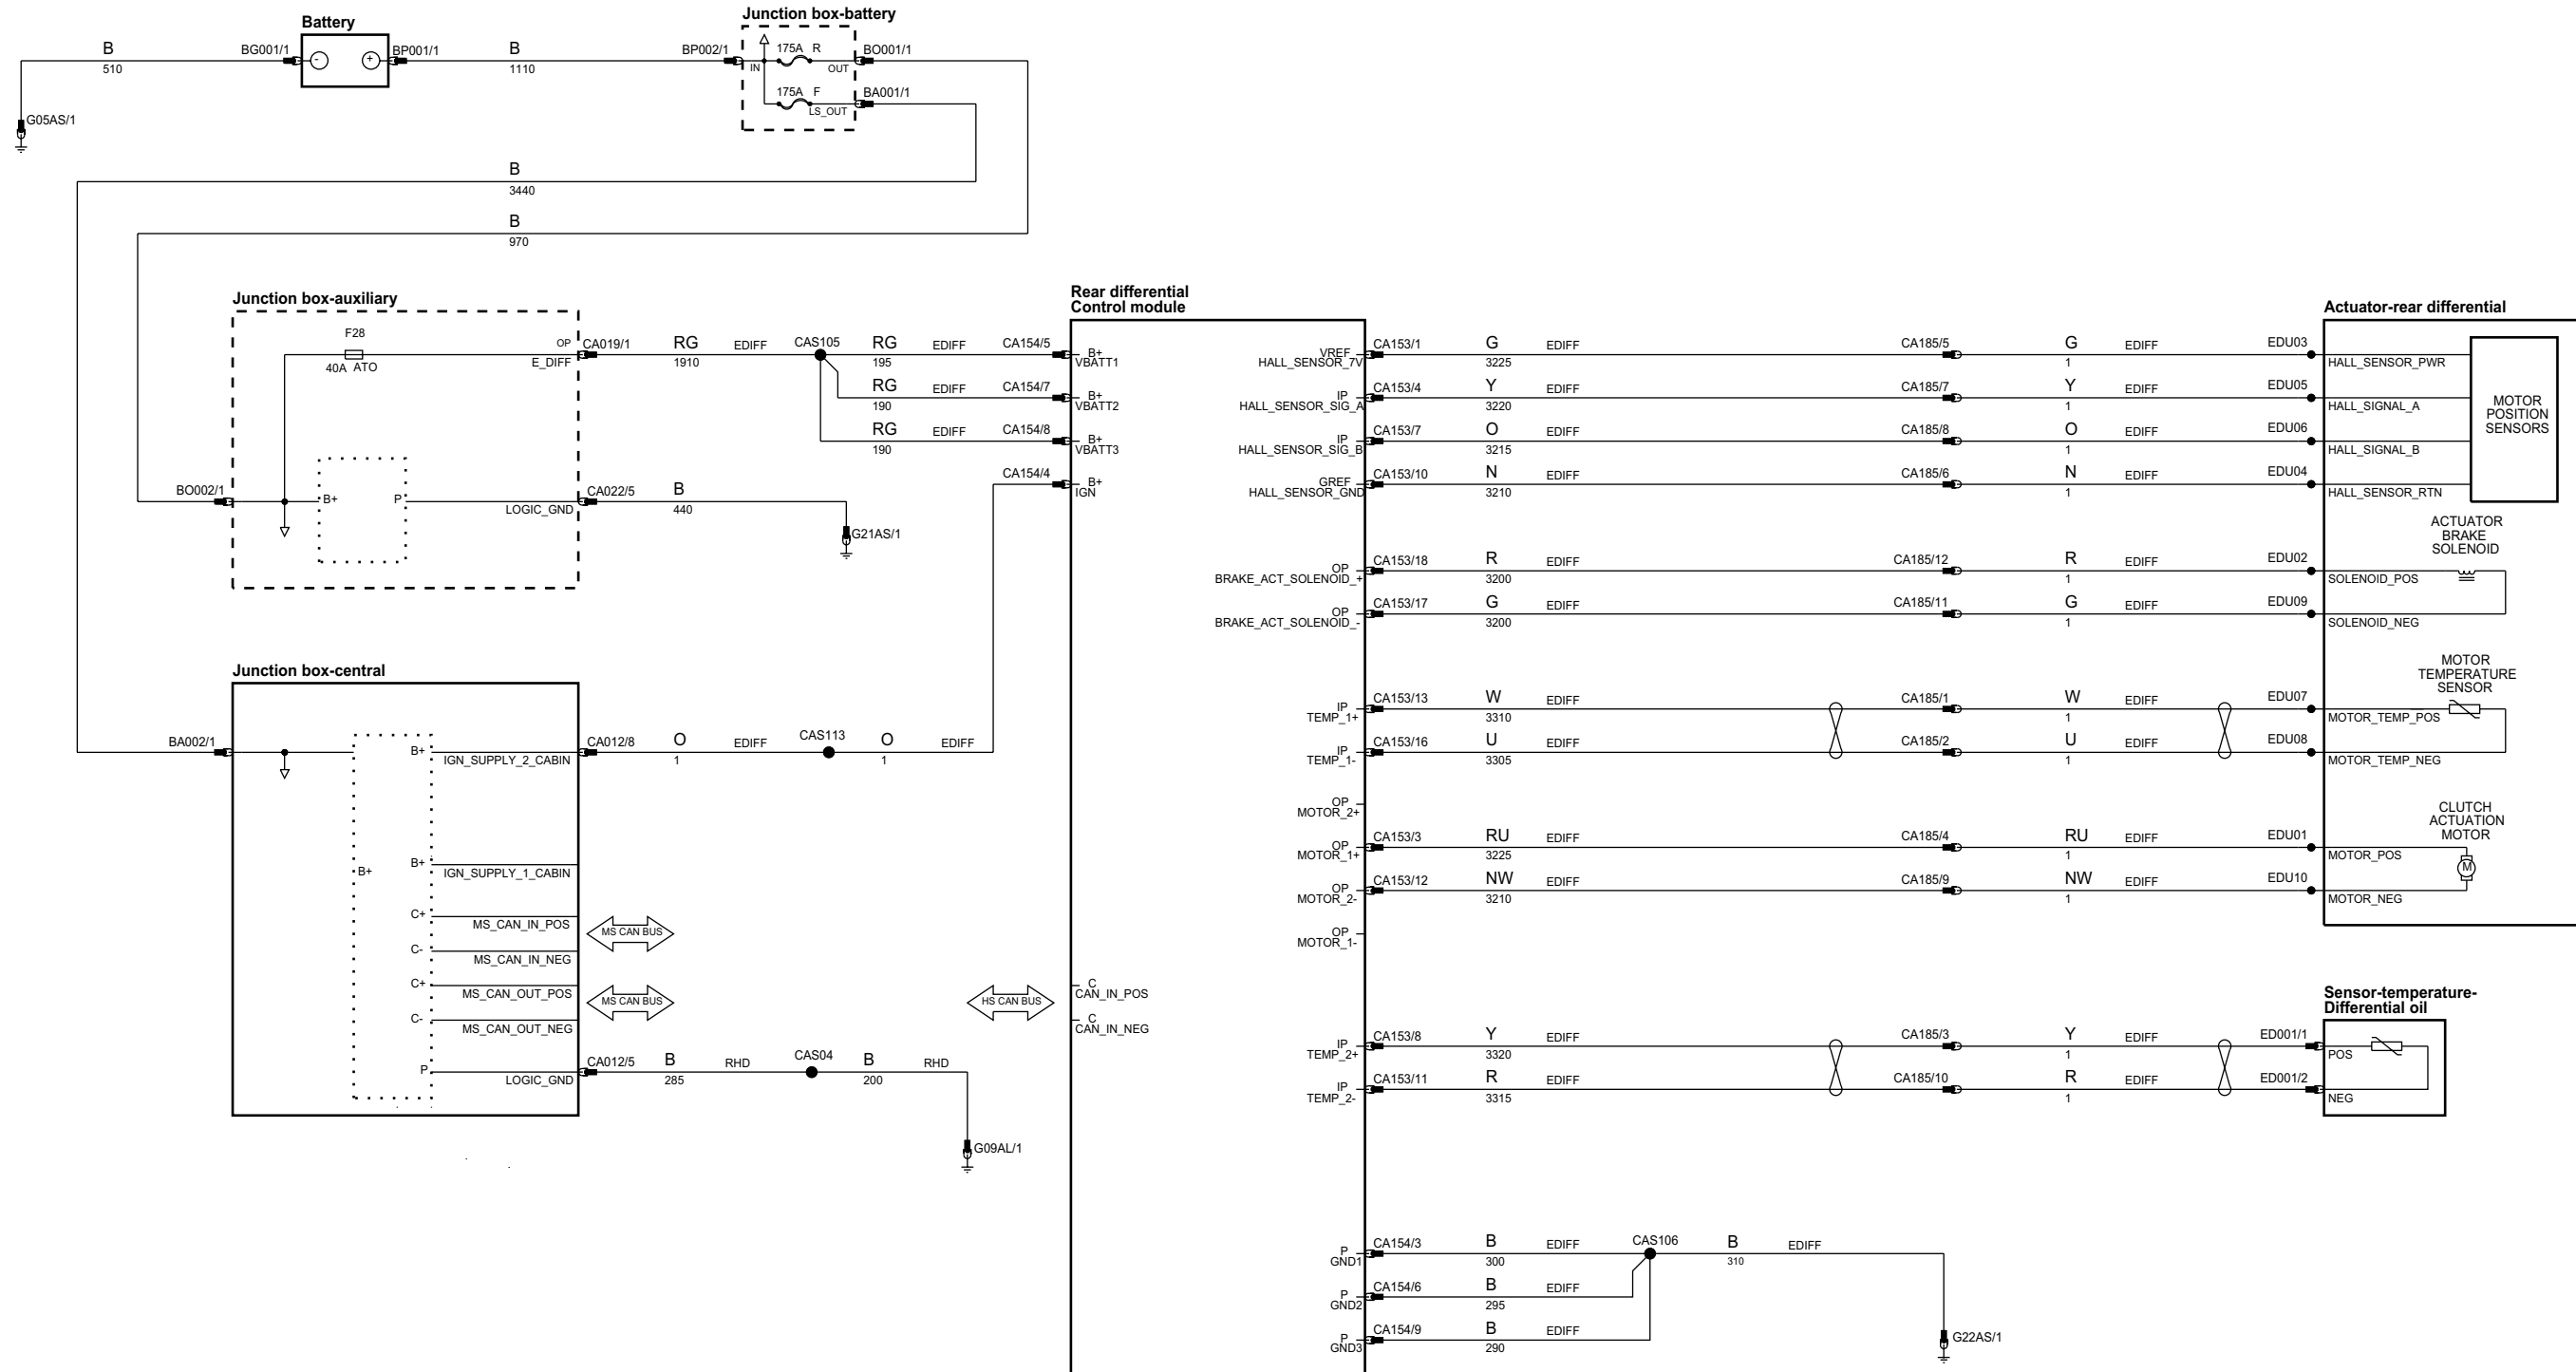 Battery
Junction box-battery
B
510
BG001/1
-
+
BP001/1
B
1110
BP002/1
IN
175A R
OUT
BO001/1
175A F
LS_OUT
BA001/1
G05AS/1
B
3440
B
970
Junction box-auxiliary
F28
40A ATO
OP
E_DIFF
CA019/1
RG
1910
EDIFF
CAS105
RG
195
EDIFF
CA154/5
RG
190
EDIFF
CA154/7
RG
190
EDIFF
CA154/8
CA154/4
BO002/1
B+
P
LOGIC_GND
CA022/5
B
440
G21AS/1
Junction box-central
BA002/1
B+
B+
IGN_SUPPLY_2_CABIN
CA012/8
O
1
EDIFF
CAS113
O
1
EDIFF
B+
IGN_SUPPLY_1_CABIN
C+
MS_CAN_IN_POS
MS CAN BUS
C-
MS_CAN_IN_NEG
C+
MS_CAN_OUT_POS
MS CAN BUS
C-
MS_CAN_OUT_NEG
P
LOGIC_GND
CA012/5
B
285
RHD
CAS04
B
200
RHD
G09AL/1
Rear differential
Control module
B+
VBATT1
B+
VBATT2
B+
VBATT3
B+
IGN
HS CAN BUS
C
CAN_IN_POS
C
CAN_IN_NEG
VREF
HALL_SENSOR_7V
CA153/1
G
3225
EDIFF
CA185/5
G
1
EDIFF
EDU03
IP
HALL_SENSOR_SIG_A
CA153/4
Y
3220
EDIFF
CA185/7
Y
1
EDIFF
EDU05
IP
HALL_SENSOR_SIG_B
CA153/7
O
3215
EDIFF
CA185/8
O
1
EDIFF
EDU06
GREF
HALL_SENSOR_GND
CA153/10
N
3210
EDIFF
CA185/6
N
1
EDIFF
EDU04
OP
BRAKE_ACT_SOLENOID_+
CA153/18
R
3200
EDIFF
CA185/12
R
1
EDIFF
EDU02
OP
BRAKE_ACT_SOLENOID_-
CA153/17
G
3200
EDIFF
CA185/11
G
1
EDIFF
EDU09
IP
TEMP_1+
CA153/13
W
3310
EDIFF
CA185/1
W
1
EDIFF
EDU07
IP
TEMP_1-
CA153/16
U
3305
EDIFF
CA185/2
U
1
EDIFF
EDU08
OP
MOTOR_2+
OP
MOTOR_1+
CA153/3
RU
3225
EDIFF
CA185/4
RU
1
EDIFF
EDU01
OP
MOTOR_2-
CA153/12
NW
3210
EDIFF
CA185/9
NW
1
EDIFF
EDU10
OP
MOTOR_1-
IP
TEMP_2+
CA153/8
Y
3320
EDIFF
CA185/3
Y
1
EDIFF
ED001/1
IP
TEMP_2-
CA153/11
R
3315
EDIFF
CA185/10
R
1
EDIFF
ED001/2
P
GND1
CA154/3
B
300
EDIFF
CAS106
B
310
EDIFF
P
GND2
CA154/6
B
295
EDIFF
P
GND3
CA154/9
B
290
EDIFF
G22AS/1
Actuator-rear differential
HALL_SENSOR_PWR
HALL_SIGNAL_A
HALL_SIGNAL_B
HALL_SENSOR_RTN
MOTOR
POSITION
SENSORS
ACTUATOR
BRAKE
SOLENOID
SOLENOID_POS
SOLENOID_NEG
MOTOR
TEMPERATURE
SENSOR
MOTOR_TEMP_POS
MOTOR_TEMP_NEG
CLUTCH
ACTUATION
MOTOR
MOTOR_POS
M
MOTOR_NEG
Sensor-temperature-
Differential oil
POS
NEG